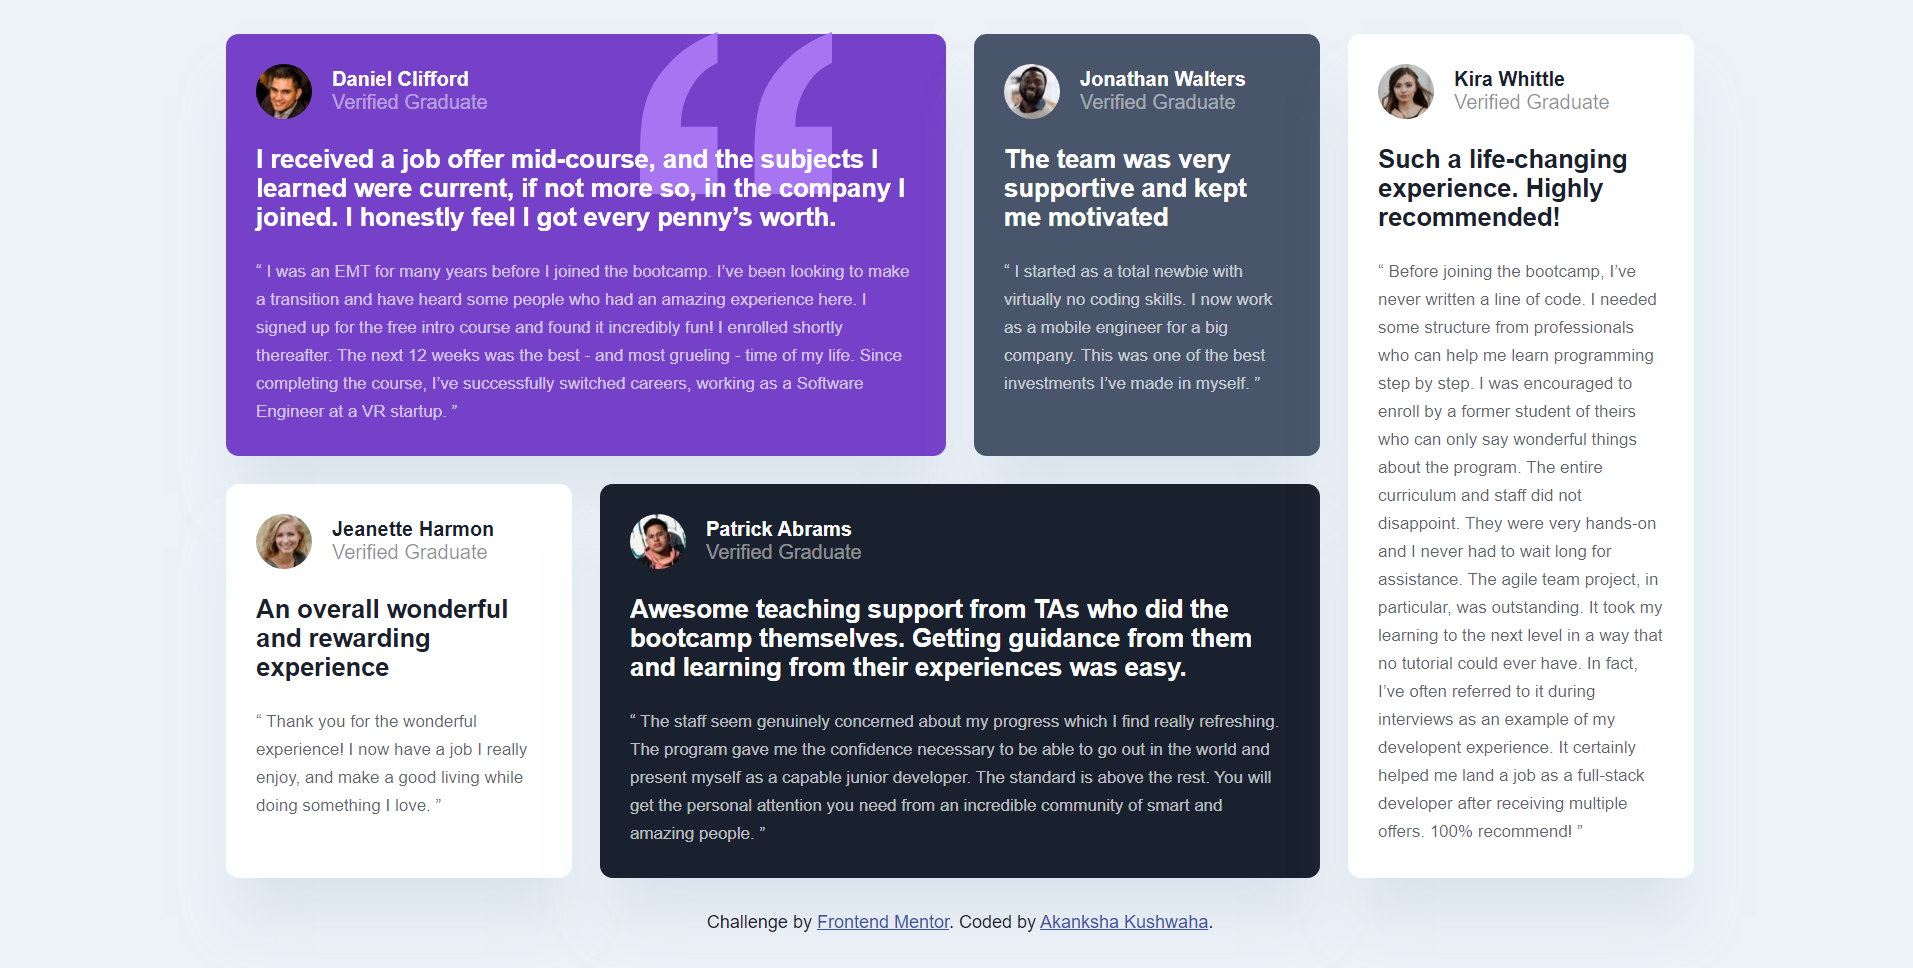 Daniel Clifford
Verified Graduate
I received a job offer mid-course, and the subjects I
learned were current, if not more so, in the company I
joined. I honestly feel I got every penny’s worth.
“ I was an EMT for many years before I joined the bootcamp. I’ve been looking to make
a transition and have heard some people who had an amazing experience here. I
signed up for the free intro course and found it incredibly fun! I enrolled shortly
thereafter. The next 12 weeks was the best - and most grueling - time of my life. Since
completing the course, I’ve successfully switched careers, working as a Software
Engineer at a VR startup. ”
Jonathan Walters
Verified Graduate
The team was very
supportive and kept
me motivated
“ I started as a total newbie with
virtually no coding skills. I now work
as a mobile engineer for a big
company. This was one of the best
investments I’ve made in myself. ”
Kira Whittle
Verified Graduate
Such a life-changing
experience. Highly
recommended!
“ Before joining the bootcamp, I’ve
never written a line of code. I needed
some structure from professionals
who can help me learn programming
step by step. I was encouraged to
enroll by a former student of theirs
who can only say wonderful things
about the program. The entire
curriculum and staff did not
disappoint. They were very hands-on
and I never had to wait long for
assistance. The agile team project, in
particular, was outstanding. It took my
learning to the next level in a way that
no tutorial could ever have. In fact,
I’ve often referred to it during
interviews as an example of my
developent experience. It certainly
helped me land a job as a full-stack
developer after receiving multiple
offers. 100% recommend! ”
Jeanette Harmon
Verified Graduate
An overall wonderful
and rewarding
experience
“ Thank you for the wonderful
experience! I now have a job I really
enjoy, and make a good living while
doing something I love. ”
Patrick Abrams
Verified Graduate
Awesome teaching support from TAs who did the
bootcamp themselves. Getting guidance from them
and learning from their experiences was easy.
“ The staff seem genuinely concerned about my progress which I find really refreshing.
The program gave me the confidence necessary to be able to go out in the world and
present myself as a capable junior developer. The standard is above the rest. You will
get the personal attention you need from an incredible community of smart and
amazing people. ”
Challenge by Frontend Mentor. Coded by Akanksha Kushwaha.